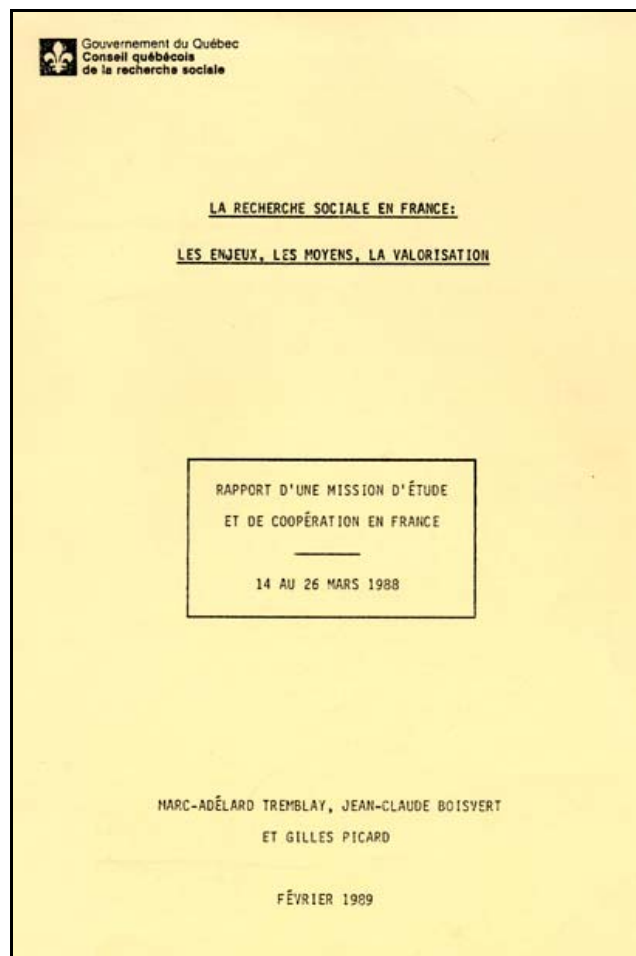 Gouvernement du Québec
Conseil québécois
de la recherche sociale
LA RECHERCHE SOCIALE EN FRANCE:
LES ENJEUX, LES MOYENS, LA VALORISATION
RAPPORT D'UNE MISSION D'ÉTUDE
ET DE COOPÉRATION EN FRANCE
14 AU 26 MARS 1988
MARC-ADÉLARD TREMBLAY, JEAN-CLAUDE BOISVERT
ET GILLES PICARD
FÉVRIER 1989